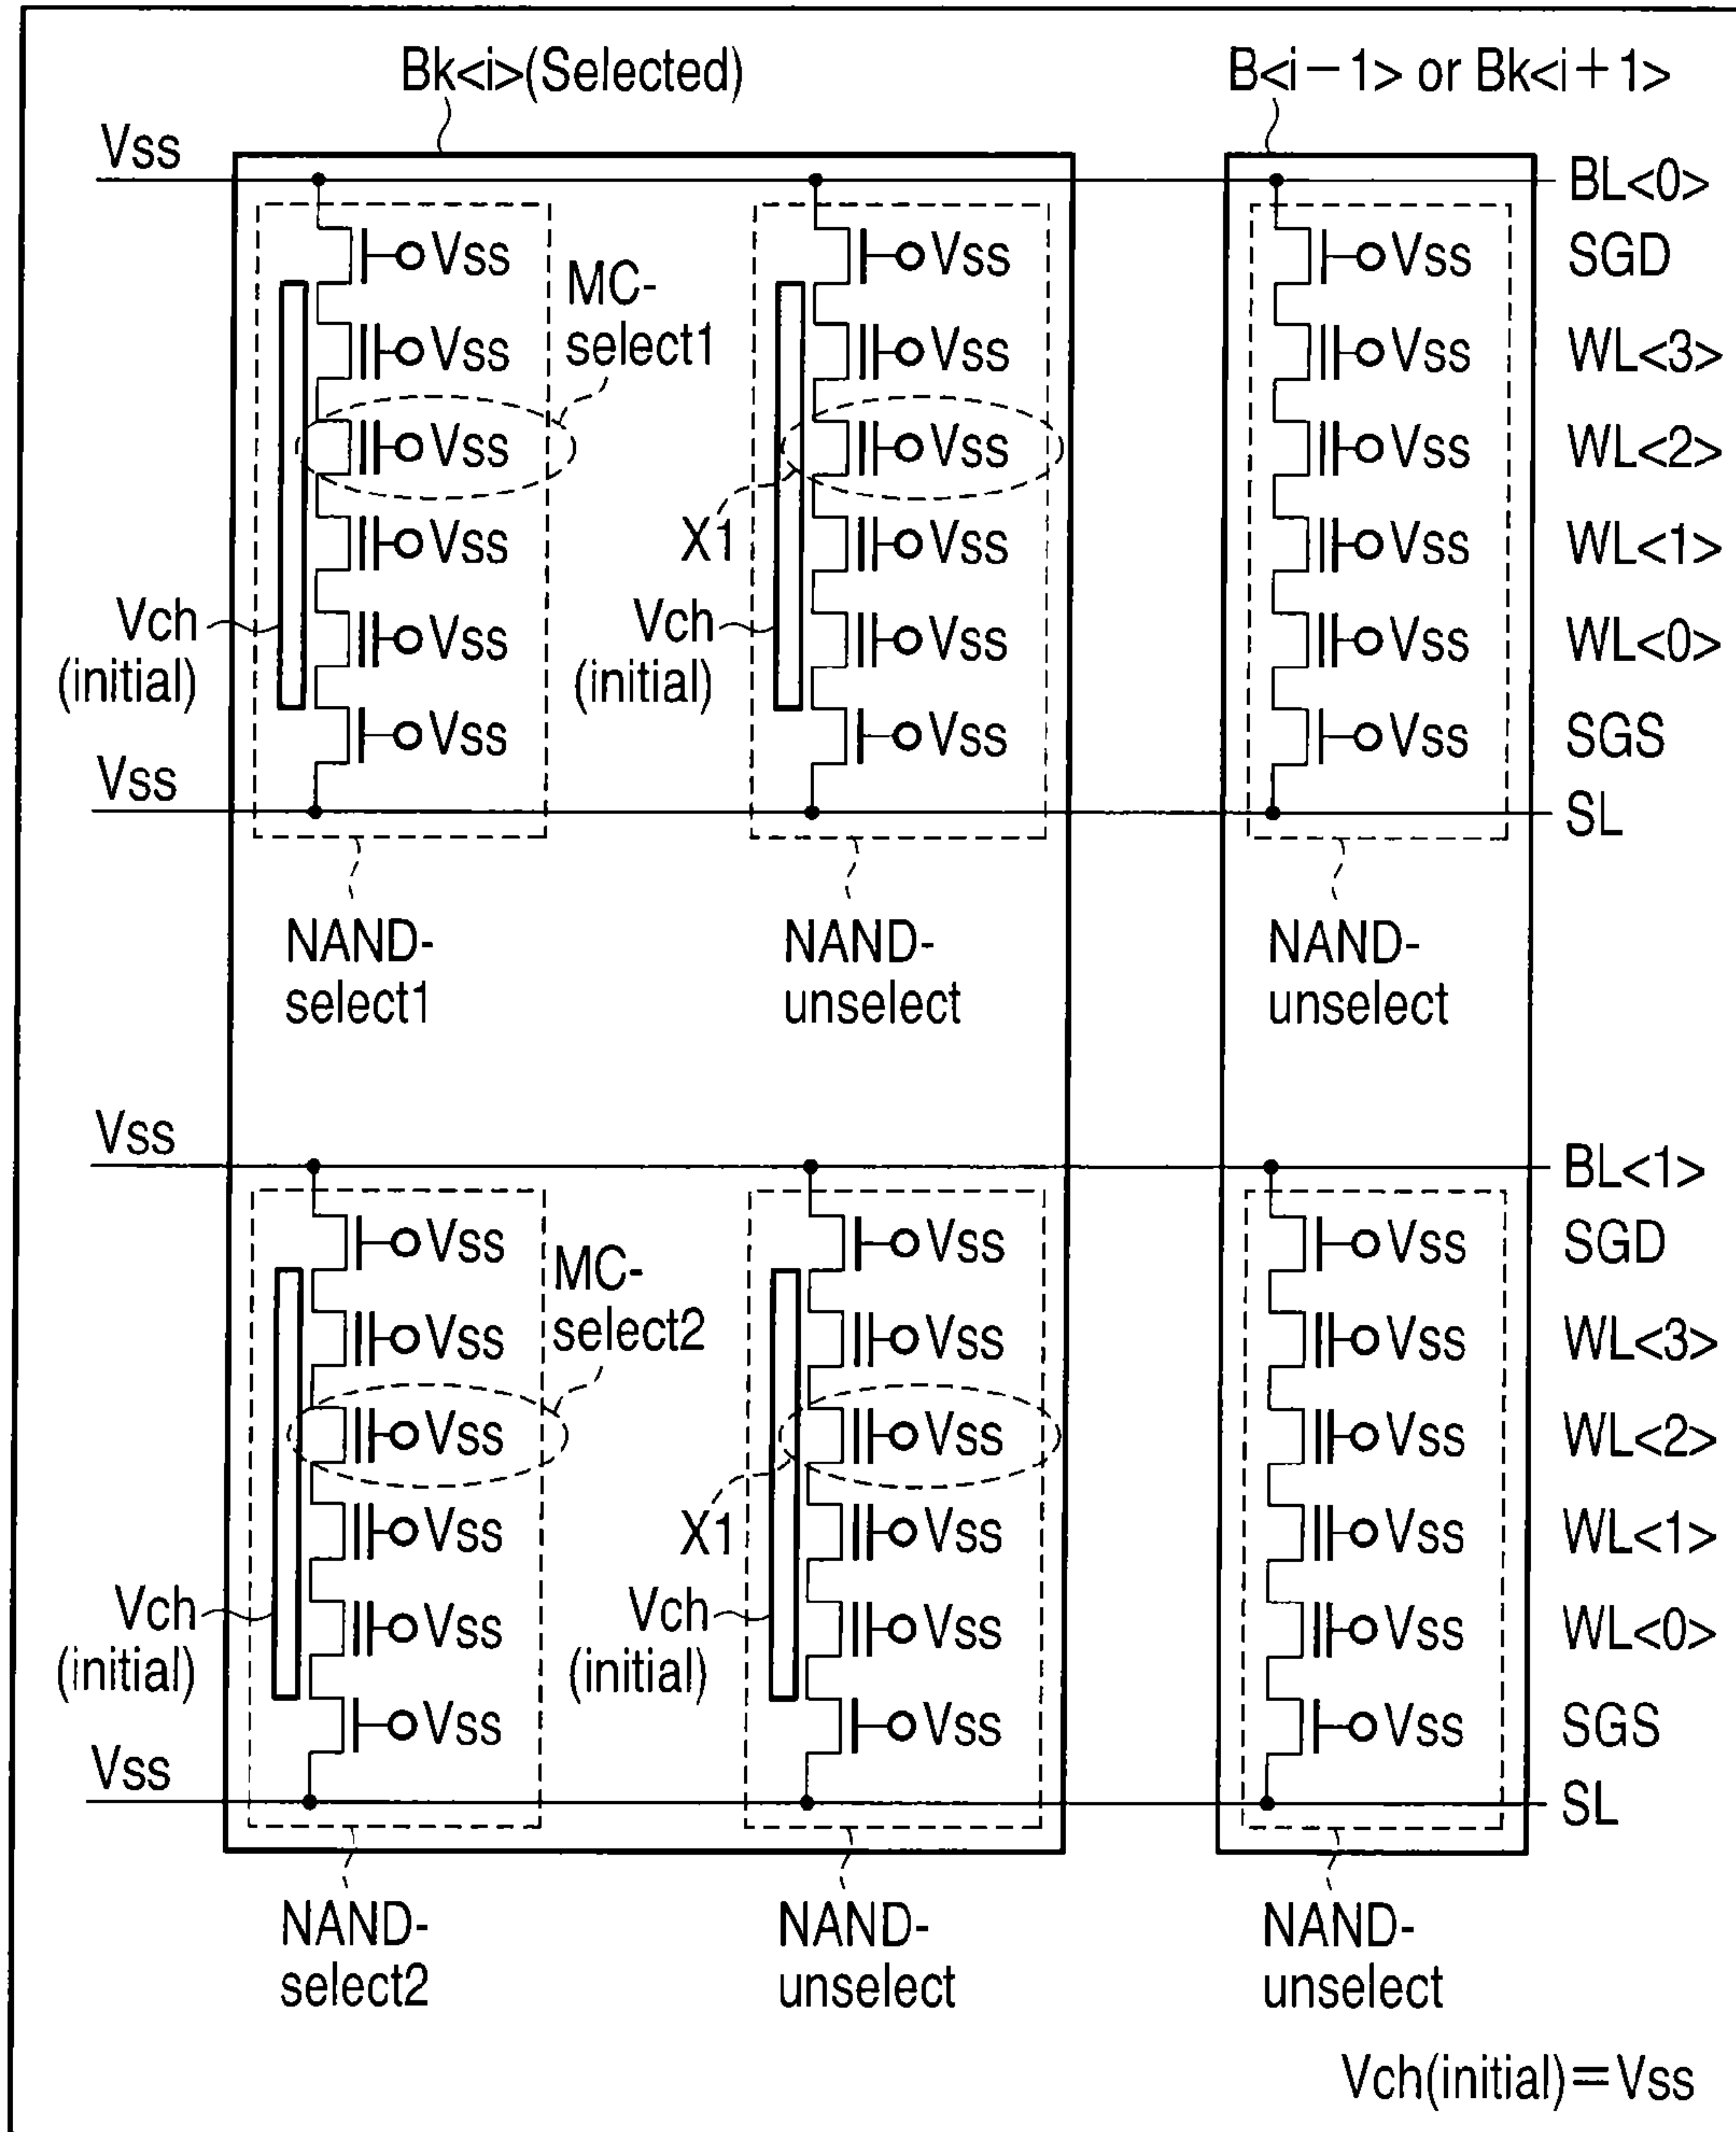 Bk<i>(Selected)
B<i-1> or Bk<i+1>
Vss
BL<0>
Vss Vss Vss SGD
MC-
select1
Vss Vss Vss WL<3>
Vss Vss Vss WL<2>
X1
Vss Vss Vss WL<1>
Vch
(initial)
Vch
(initial)
Vss Vss Vss WL<0>
Vss Vss Vss SGS
Vss
SL
NAND-
select1
NAND-
unselect
NAND-
unselect
Vss
BL<1>
Vss Vss Vss SGD
MC-
select2
Vss Vss Vss WL<3>
Vss Vss Vss WL<2>
X1
Vss Vss Vss WL<1>
Vch
(initial)
Vch
(initial)
Vss Vss Vss WL<0>
Vss Vss Vss SGS
Vss
SL
NAND-
select2
NAND-
unselect
NAND-
unselect
Vch(initial)=Vss